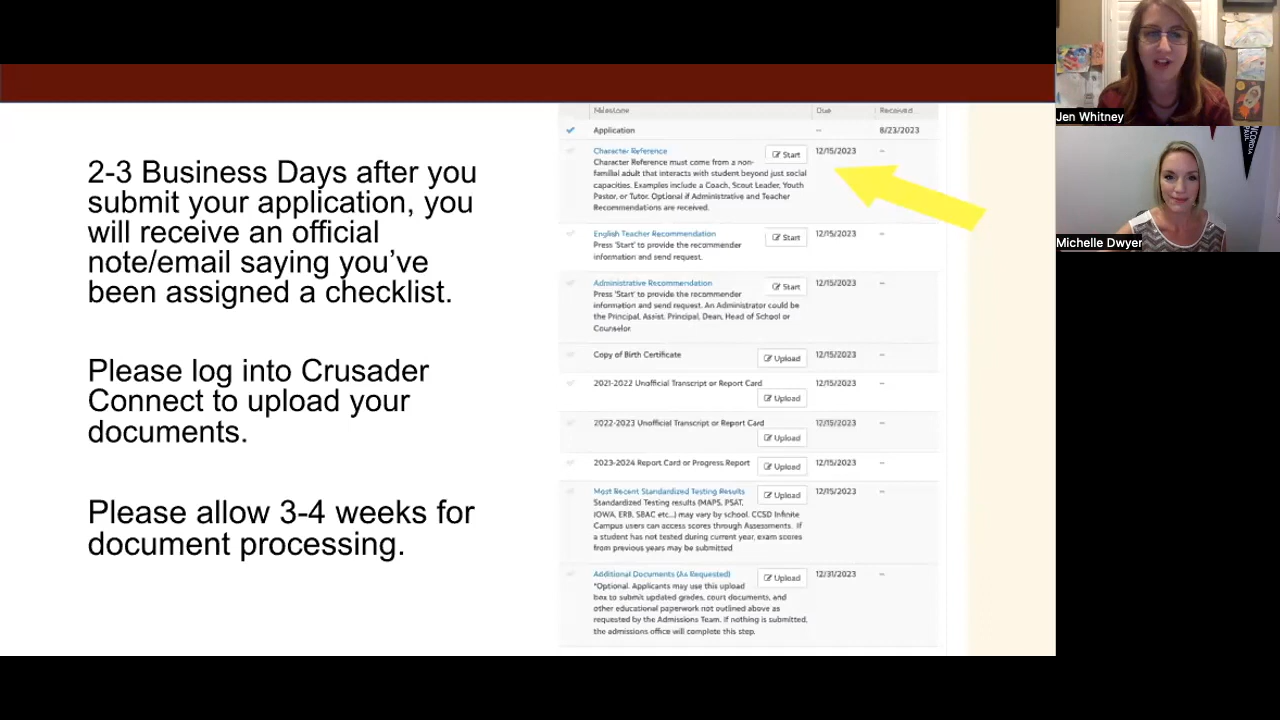 2-3 Business Days after you
submit your application, you
will receive an official
note/email saying you've
been assigned a checklist.
Please log into Crusader
Connect to upload your
documents.
Please allow 3-4 weeks for
document processing.
Milestone Due Received
Application -- 8/23/2023
Character Reference Start 12/15/2023 --
Character Reference must come from a non-
familial adult that interacts with student beyond just social
capacities. Examples include a Coach, Scout Leader, Youth
Pastor, or Tutor. Optional if Administrative and Teacher
Recommendations are received.
English Teacher Recommendation Start 12/15/2023 --
Press 'Start' to provide the recommender
information and send request.
Administrative Recommendation Start 12/15/2023 --
Press 'Start' to provide the recommender
information and send request. An Administrator could be
the Principal, Assist. Principal, Dean, Head of School or
Counselor.
Copy of Birth Certificate Upload 12/15/2023 --
2021-2022 Unofficial Transcript or Report Card 12/15/2023 --
Upload
2022-2023 Unofficial Transcript or Report Card 12/15/2023 --
Upload
2023-2024 Report Card or Progress Report Upload 12/15/2023 --
Most Recent Standardized Testing Results Upload 12/15/2023 --
Standardized Testing results (MAPS, PSAT,
IOWA, ERB, SBAC etc...) may vary by school. CCSD Infinite
Campus users can access scores through Assessments. If
a student has not tested during current year, exam scores
from previous years may be submitted
Additional Documents (As Requested) Upload 12/31/2023 --
*Optional. Applicants may use this upload
box to submit updated grades, court documents, and
other educational paperwork not outlined above as
requested by the Admissions Team. If nothing is submitted,
the admissions office will complete this step.
Jen Whitney
Michelle Dwyer